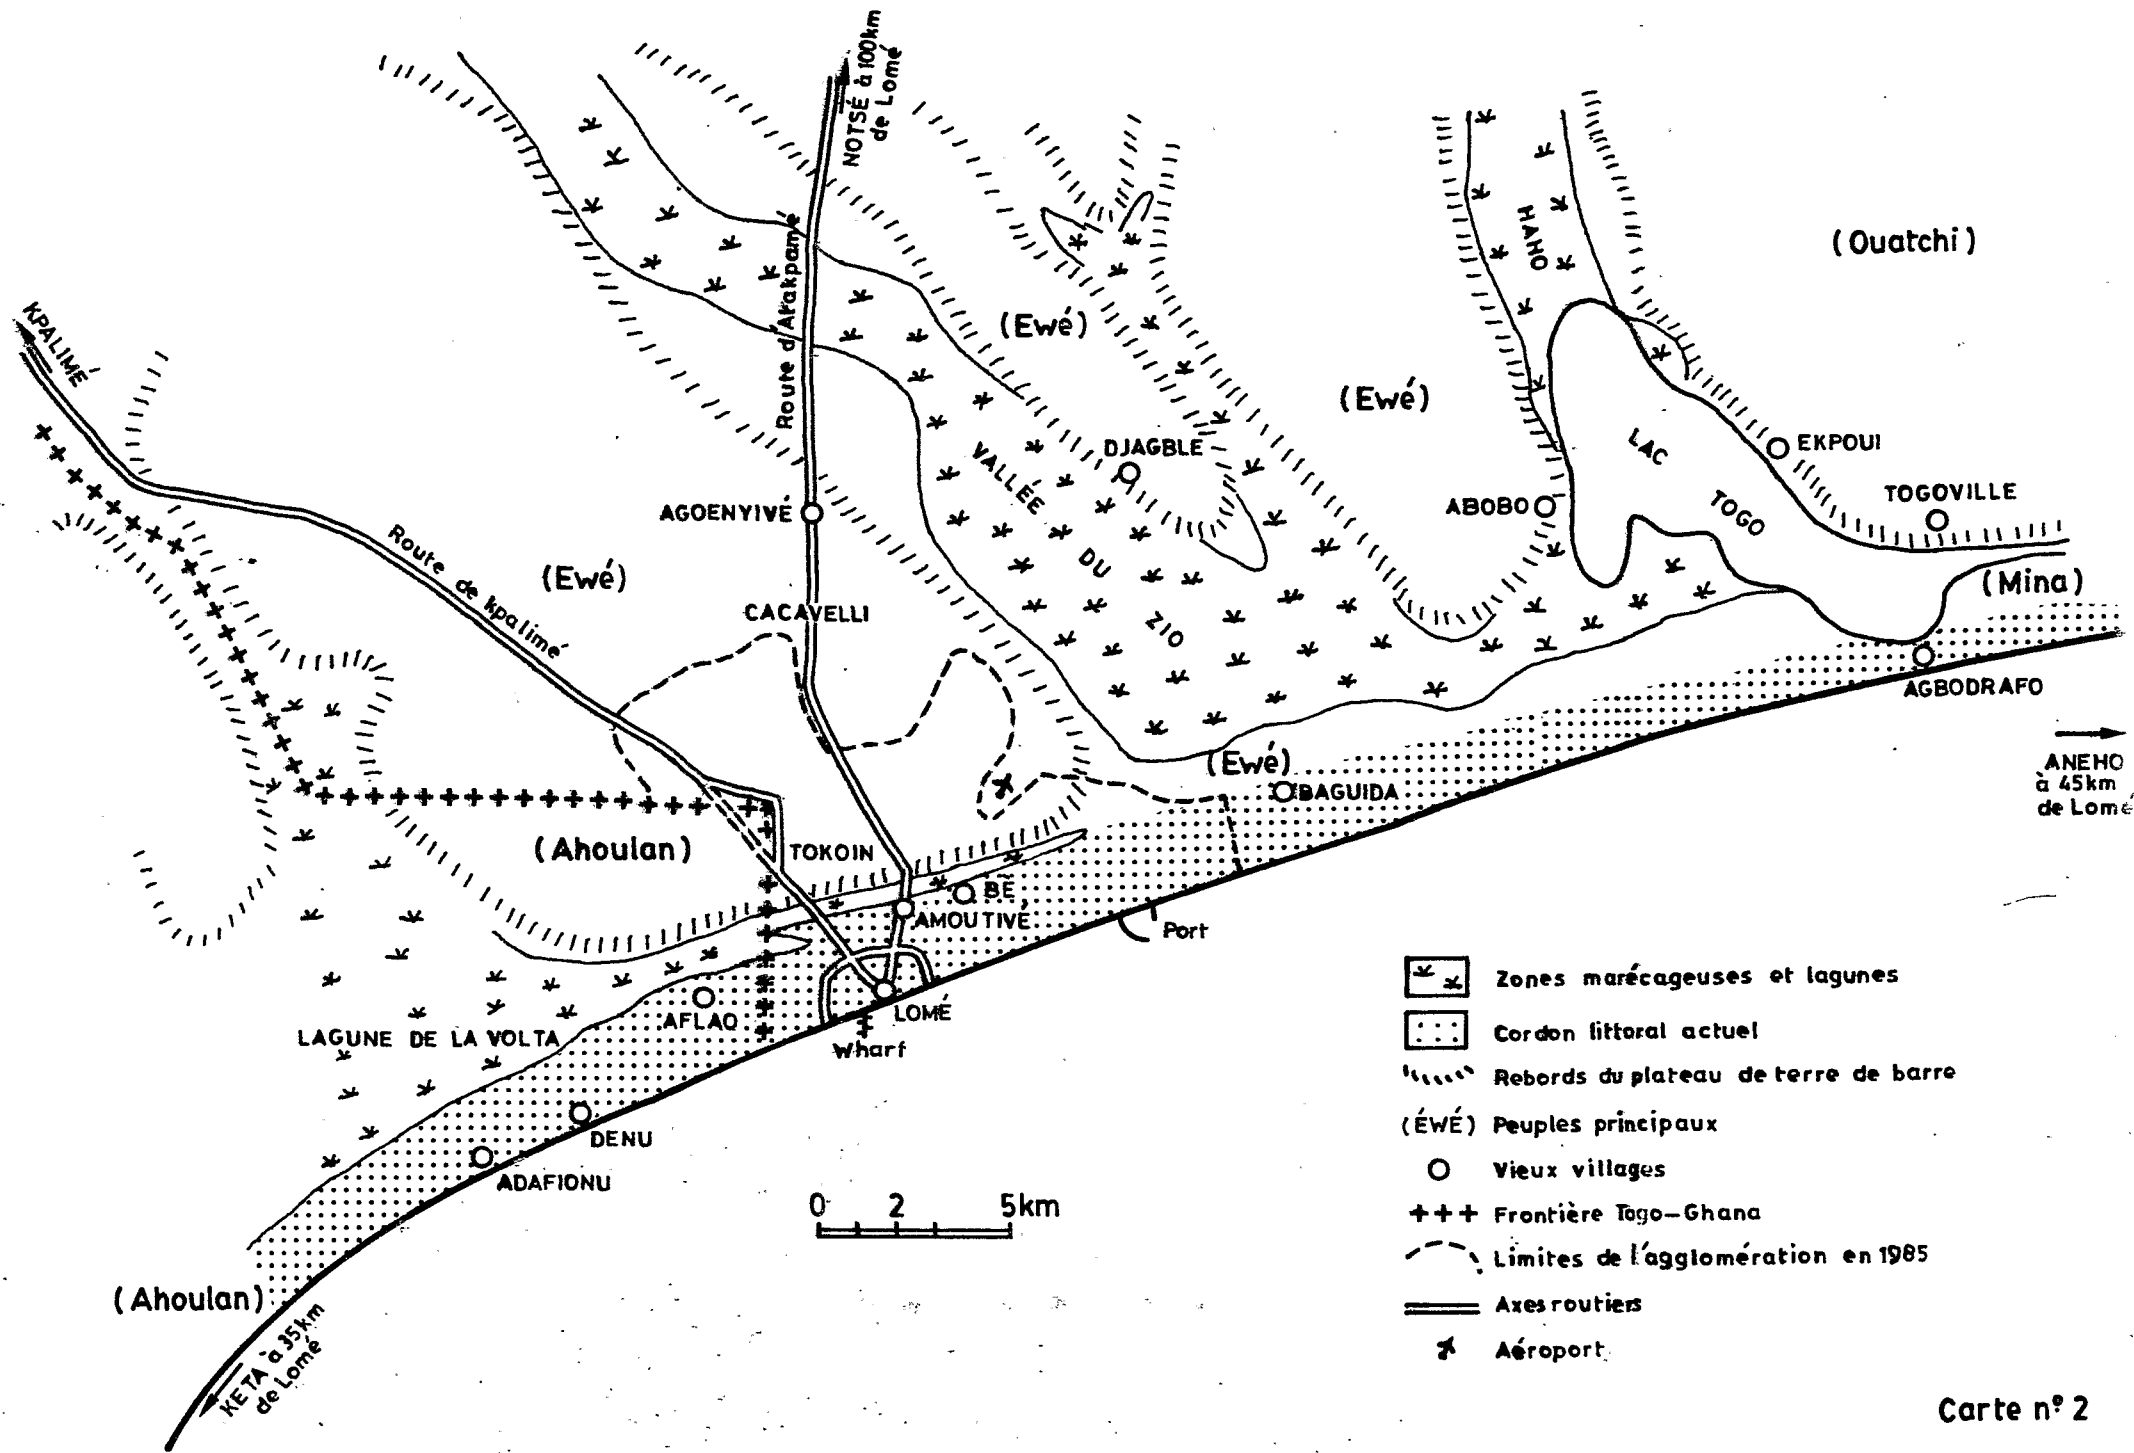 NOTSÉ à 100km
de Lomé
Route d'Atakpamé
KPALIMÉ
Route de kpalimé
HAHO
(Ouatchi)
(Ewé)
(Ewé)
(Ewé)
(Ewé)
LAC
TOGO
EKPOUI
TOGOVILLE
ABOBO
DJAGBLE
VALLÉE
DU
ZIO
AGOENYIVÉ
CACAVELLI
(Mina)
AGBODRAFO
ANEHO
à 45km
de Lomé
BAGUIDA
(Ahoulan)
TOKOIN
BÈ
AMOUTIVÉ
Port
LOMÉ
Wharf
AFLAO
LAGUNE DE LA VOLTA
DENU
ADAFIONU
(Ahoulan)
KETA à 35km
de Lomé
0 2 5km
Zones marécageuses et lagunes
Cordon littoral actuel
Rebords du plateau de terre de barre
(ÉWÉ) Peuples principaux
Vieux villages
+++ Frontière Togo-Ghana
Limites de l'agglomération en 1985
Axes routiers
Aéroport
Carte nº 2